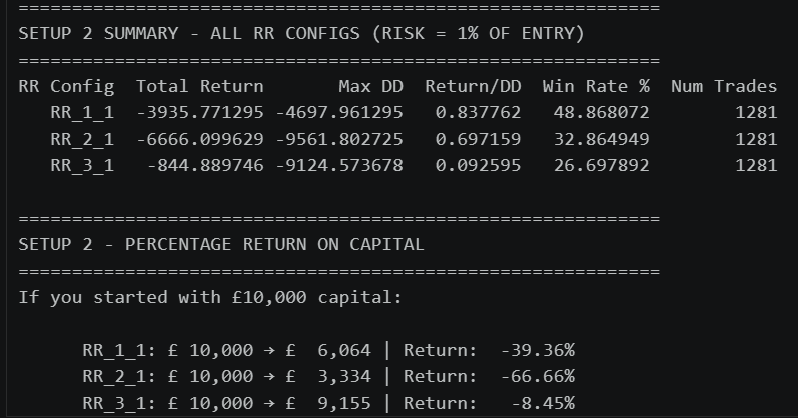 ============================================================
SETUP 2 SUMMARY - ALL RR CONFIGS (RISK = 1% OF ENTRY)
============================================================
RR Config  Total Return       Max DD  Return/DD  Win Rate %  Num Trades
   RR_1_1  -3935.771295 -4697.961295   0.837762   48.868072        1281
   RR_2_1  -6666.099629 -9561.802725   0.697159   32.864949        1281
   RR_3_1   -844.889746 -9124.573678   0.092595   26.697892        1281
============================================================
SETUP 2 - PERCENTAGE RETURN ON CAPITAL
============================================================
If you started with £10,000 capital:
      RR_1_1: £ 10,000 → £  6,064 | Return:  -39.36%
      RR_2_1: £ 10,000 → £  3,334 | Return:  -66.66%
      RR_3_1: £ 10,000 → £  9,155 | Return:   -8.45%